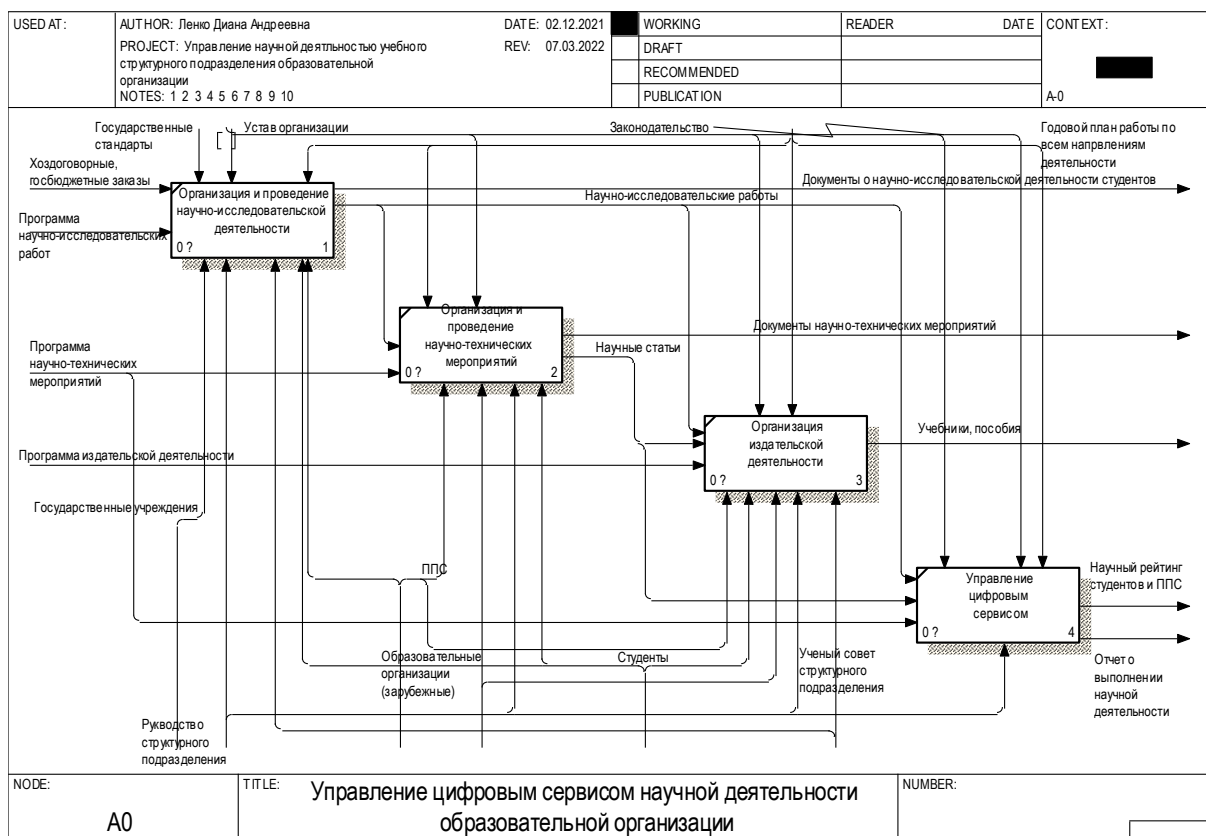 USED AT:
AUTHOR: Ленко Диана Андреевна
DATE: 02.12.2021
PROJECT: Управление научной деятльностью учебного
структурного подразделения образовательной
организации
REV: 07.03.2022
NOTES: 1 2 3 4 5 6 7 8 9 10
WORKING
DRAFT
RECOMMENDED
PUBLICATION
READER
DATE
CONTEXT:
A-0
Государственные
стандарты
Устав организации
Законодательство
Годовой план работы по
всем напрвлениям
деятельности
Хоздоговорные,
госбюджетные заказы
Организация и проведение
научно-исследовательской
деятельности
0 ?
1
Документы о научно-исследовательской деятельности студентов
Научно-исследовательские работы
Программа
научно-исследовательских
работ
Организация и
проведение
научно-технических
мероприятий
0 ?
2
Документы научно-технических мероприятий
Научные статьи
Программа
научно-технических
мероприятий
Организация
издательской
деятельности
0 ?
3
Учебники, пособия
Программа издательской деятельности
Государственные учреждения
ППС
Управление
цифровым
сервисом
0 ?
4
Научный рейтинг
студентов и ППС
Образовательные
организации
(зарубежные)
Студенты
Ученый совет
структурного
подразделения
Отчет о
выполнении
научной
деятельности
Рукводство
структурного
подразделения
NODE:
A0
TITLE:
Управление цифровым сервисом научной деятельности
образовательной организации
NUMBER: